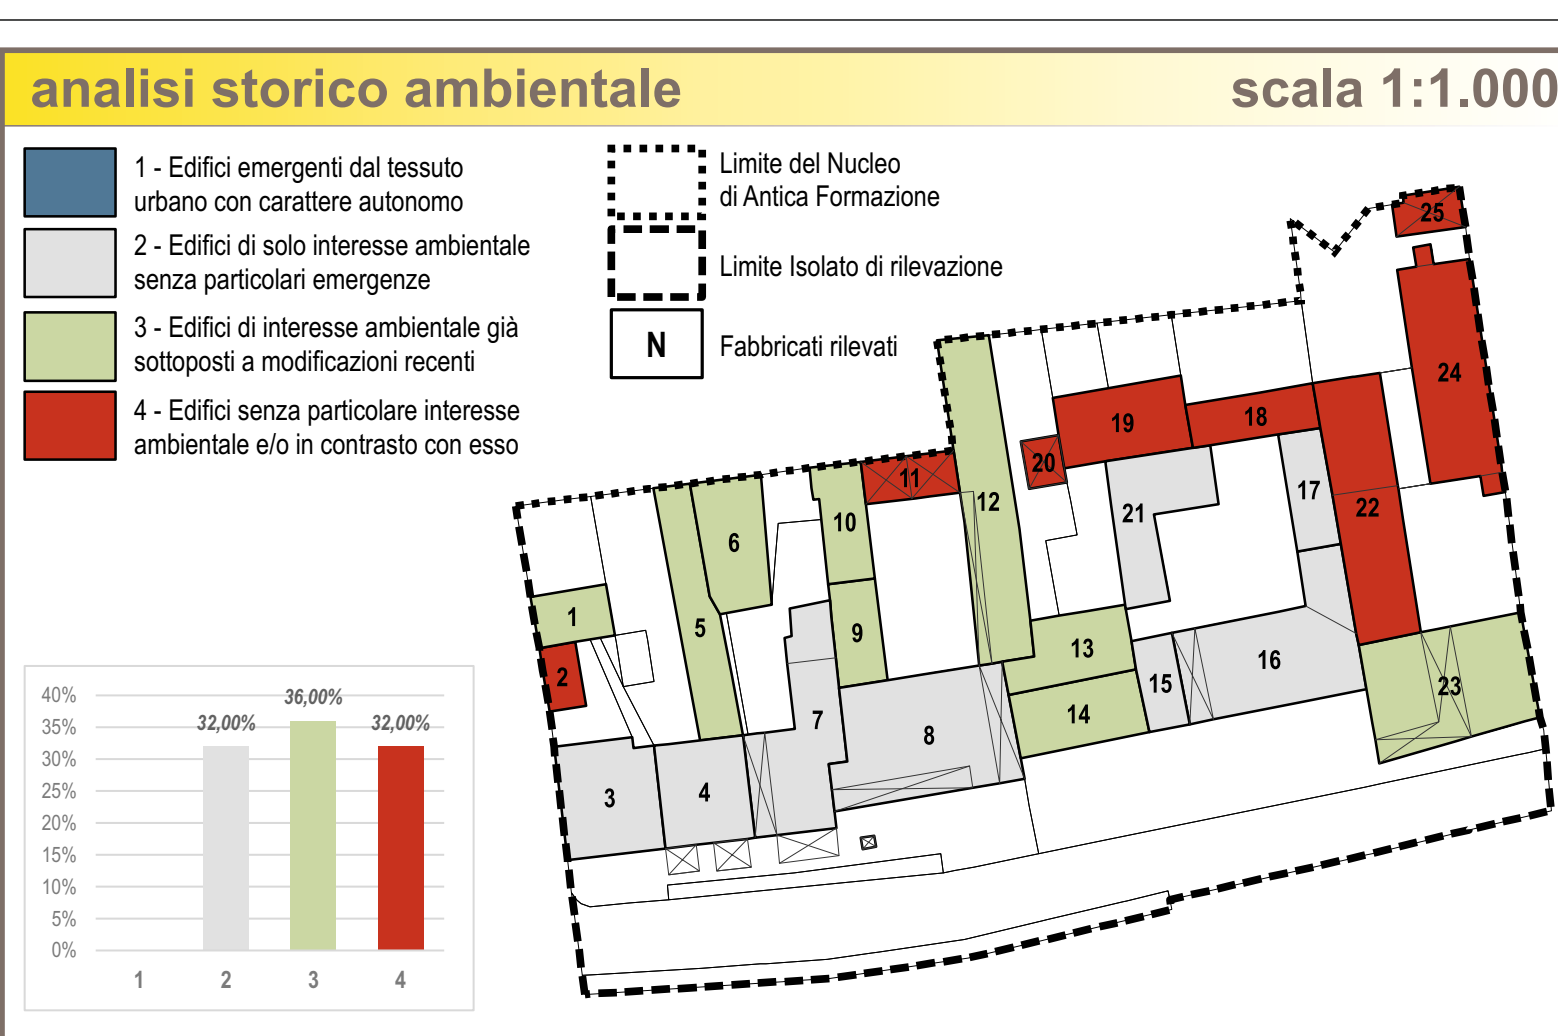 analisi storico ambientale
scala 1:1.000
1 - Edifici emergenti dal tessuto
urbano con carattere autonomo
2 - Edifici di solo interesse ambientale
senza particolari emergenze
3 - Edifici di interesse ambientale già
sottoposti a modificazioni recenti
4 - Edifici senza particolare interesse
ambientale e/o in contrasto con esso
Limite del Nucleo
di Antica Formazione
Limite Isolato di rilevazione
N
Fabbricati rilevati
25
24
19
18
20
11
12
17
22
21
10
6
5
9
1
2
13
16
15
14
23
7
8
3
4
40%
35%
30%
25%
20%
15%
10%
5%
0%
32,00%
36,00%
32,00%
1
2
3
4